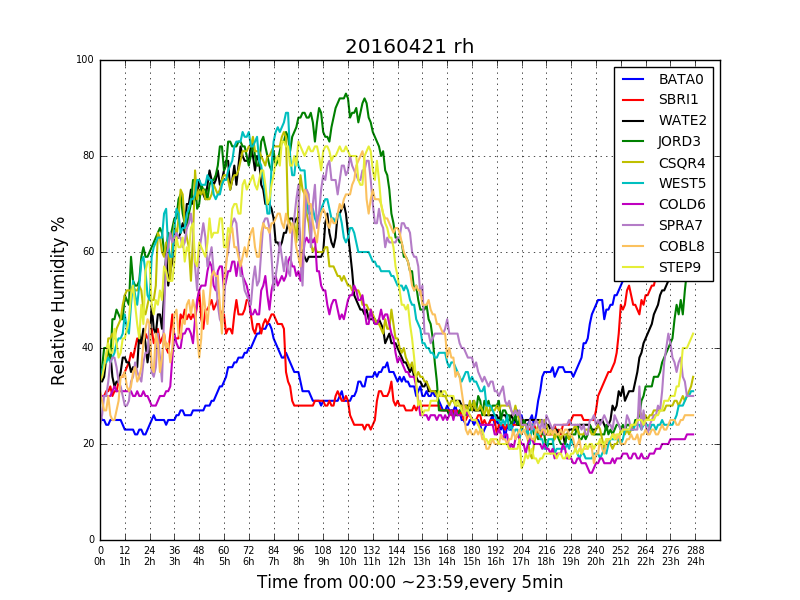 20160421 rh
100
80
60
40
20
0
Relative Humidity %
BATA0
SBRI1
WATE2
JORD3
CSQR4
WEST5
COLD6
SPRA7
COBL8
STEP9
0 12 24 36 48 60 72 84 96 108 120 132 144 156 168 180 192 204 216 228 240 252 264 276 288
0h 1h 2h 3h 4h 5h 6h 7h 8h 9h 10h 11h 12h 13h 14h 15h 16h 17h 18h 19h 20h 21h 22h 23h 24h
Time from 00:00 ~23:59,every 5min